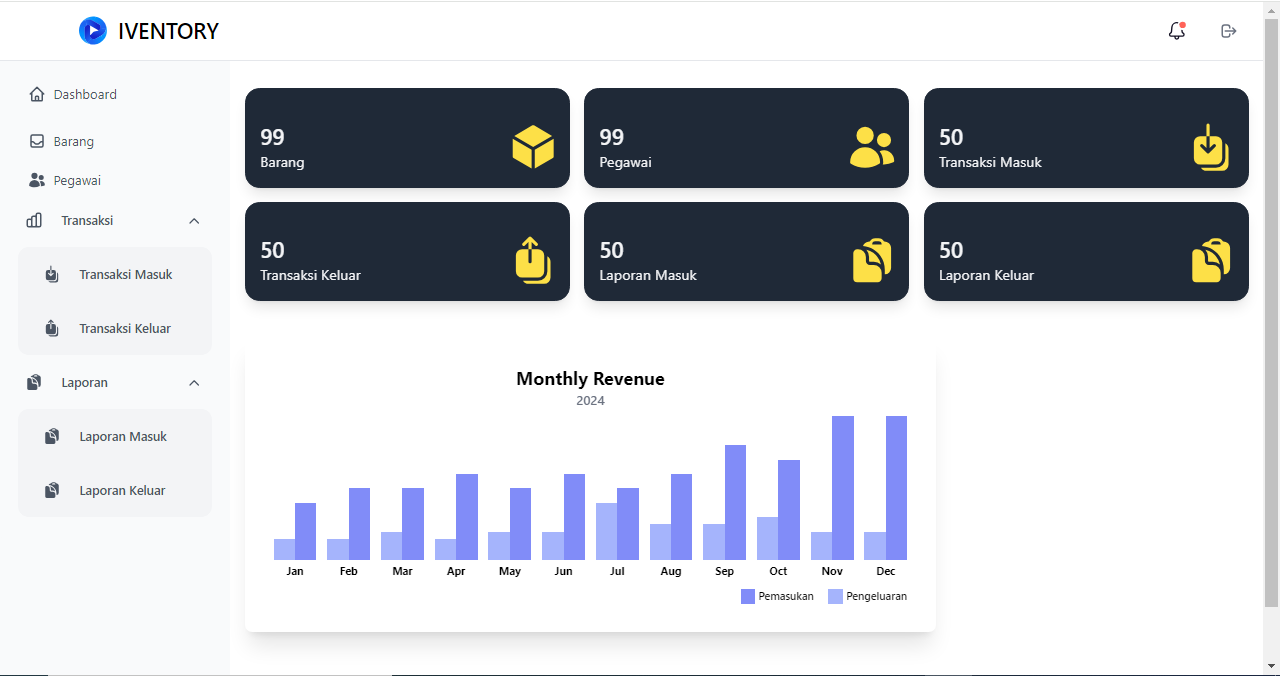 IVENTORY
Dashboard
Barang
Pegawai
Transaksi
Transaksi Masuk
Transaksi Keluar
Laporan
Laporan Masuk
Laporan Keluar
99
Barang
99
Pegawai
50
Transaksi Masuk
50
Transaksi Keluar
50
Laporan Masuk
50
Laporan Keluar
Monthly Revenue
2024
Jan Feb Mar Apr May Jun Jul Aug Sep Oct Nov Dec
Pemasukan Pengeluaran